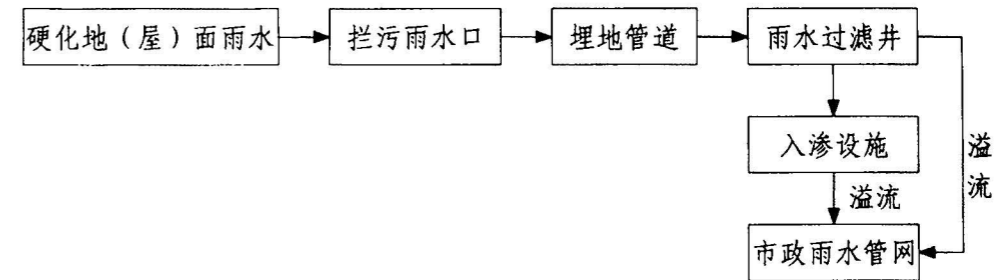 硬化地（屋）面雨水
拦污雨水口
埋地管道
雨水过滤井
入渗设施
溢流
溢流
市政雨水管网